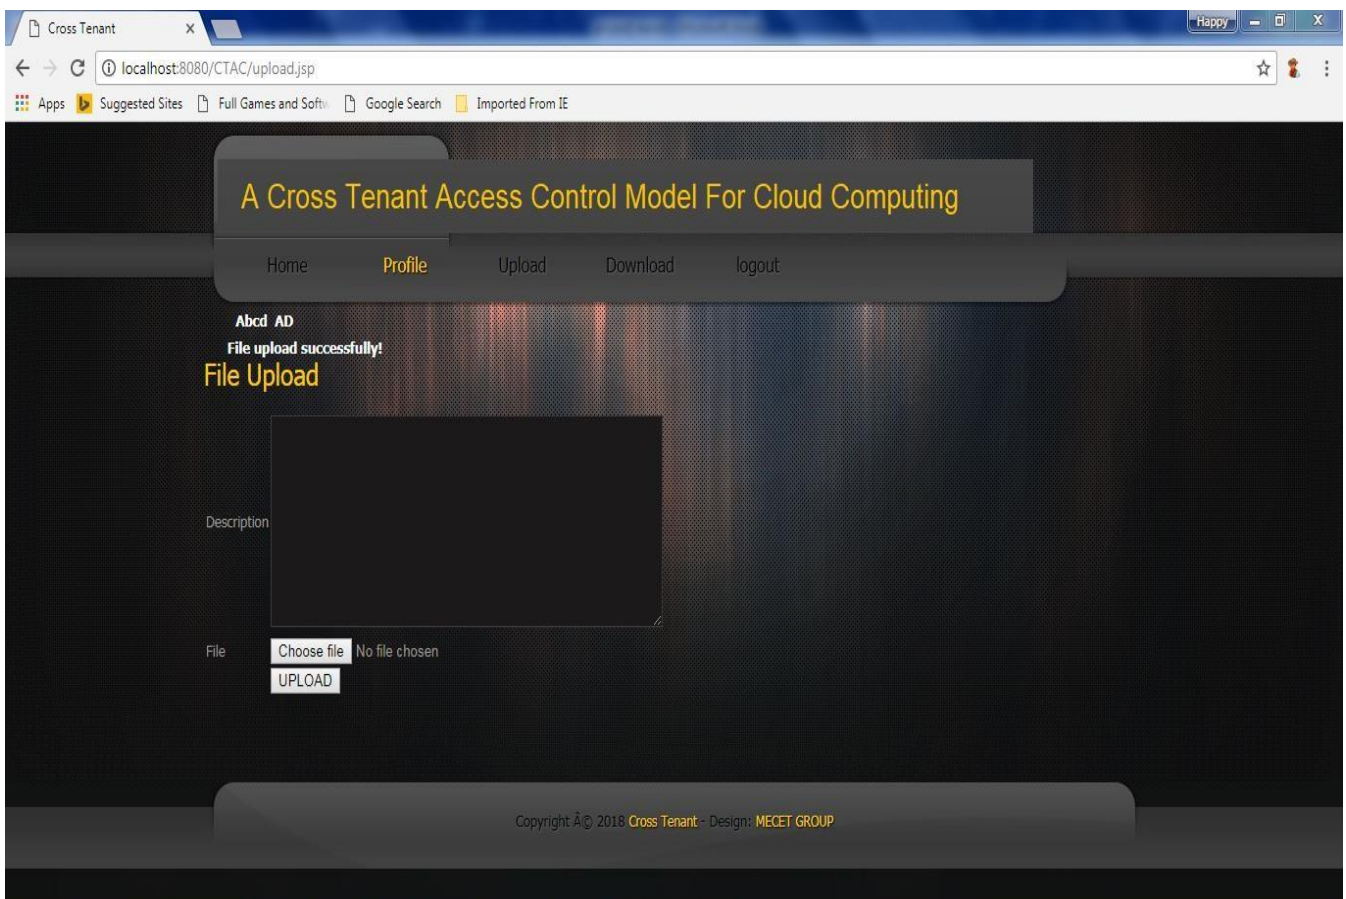 Cross Tenant
Happy
localhost:8080/CTAC/upload.jsp
Apps Suggested Sites Full Games and Softw Google Search Imported From IE
A Cross Tenant Access Control Model For Cloud Computing
Home Profile Upload Download logout
Abcd AD
File upload successfully!
File Upload
Description
File Choose file No file chosen
UPLOAD
Copyright Â© 2018 Cross Tenant - Design: MECET GROUP